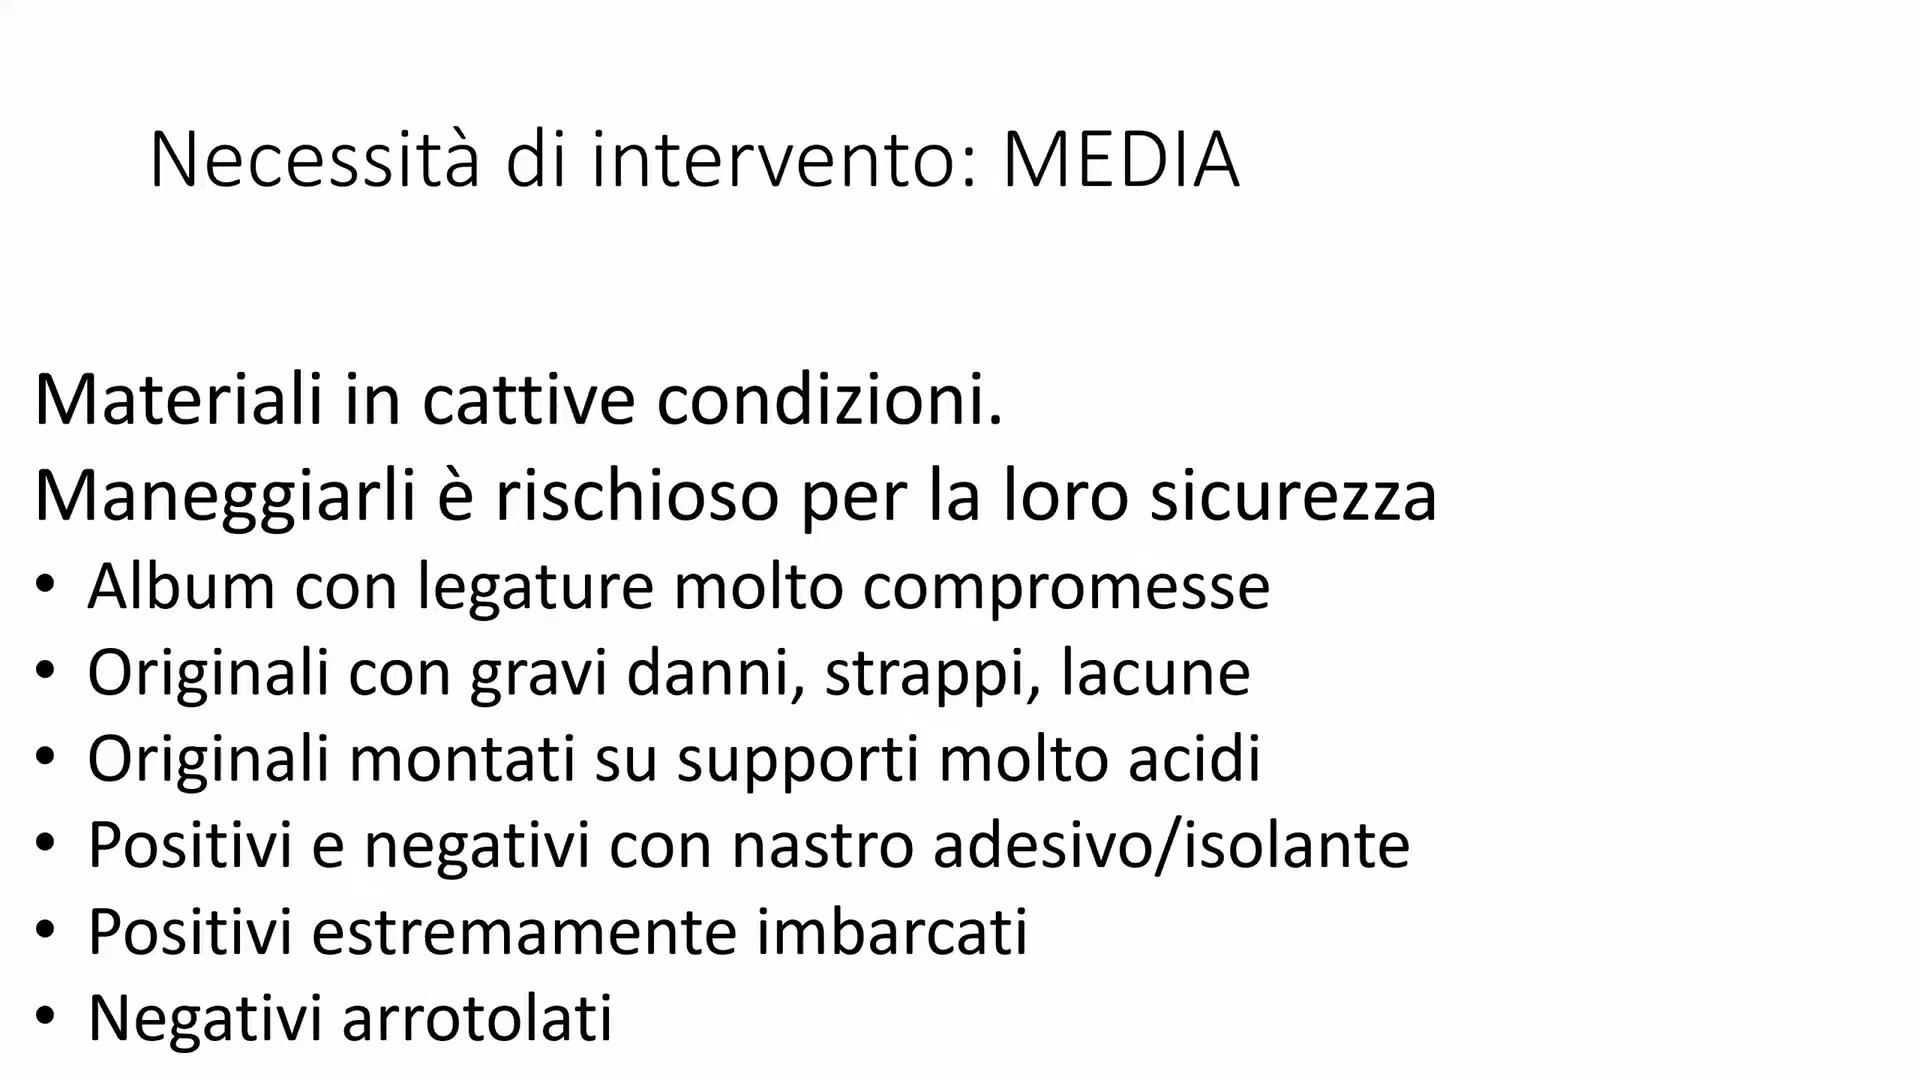 Necessità di intervento: MEDIA
Materiali in cattive condizioni.
Maneggiarli è rischioso per la loro sicurezza
• Album con legature molto compromesse
• Originali con gravi danni, strappi, lacune
• Originali montati su supporti molto acidi
• Positivi e negativi con nastro adesivo/isolante
• Positivi estremamente imbarcati
• Negativi arrotolati